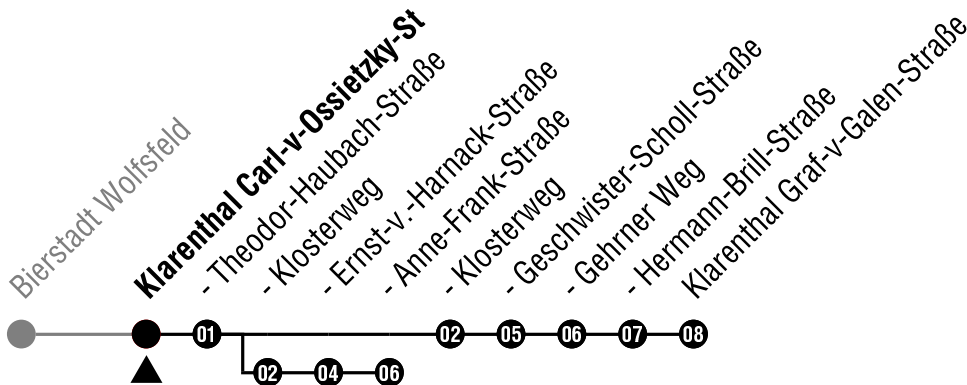 Bierstadt Wolfsfeld
Klarenthal Carl-v-Ossietzky-St
- Theodor-Haubach-Straße
- Klosterweg
- Ernst-v.-Harnack-Straße
- Anne-Frank-Straße
- Klosterweg
- Geschwister-Scholl-Straße
- Gehrner Weg
- Hermann-Brill-Straße
Klarenthal Graf-v-Galen-Straße
01 02 05 06 07 08
02 04 06